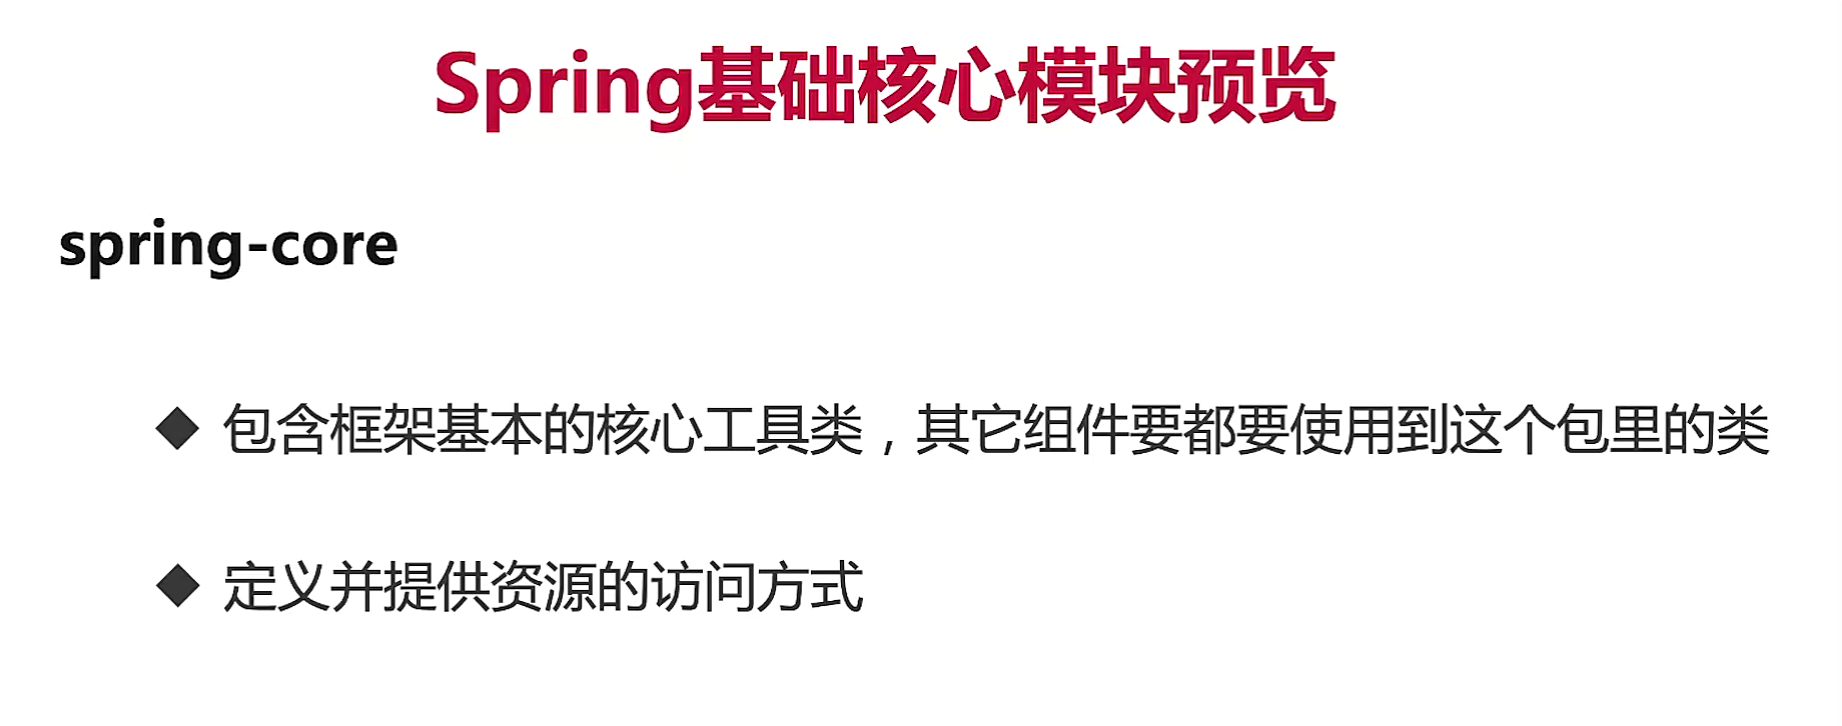 Spring基础核心模块预览
spring-core
◆ 包含框架基本的核心工具类，其它组件要都要使用到这个包里的类
◆ 定义并提供资源的访问方式